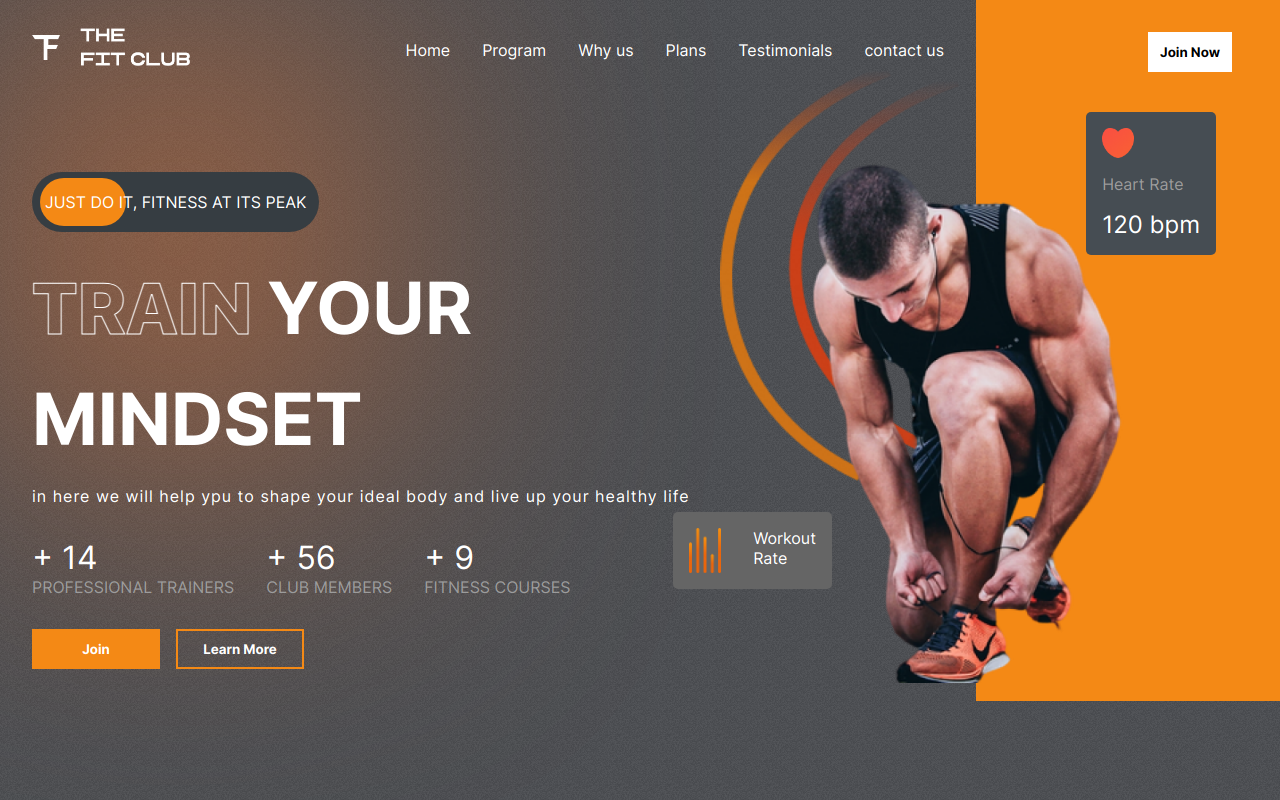 THE
FIT CLUB
Home
Program
Why us
Plans
Testimonials
contact us
Join Now
Heart Rate
120 bpm
JUST DO IT, FITNESS AT ITS PEAK
TRAIN YOUR
MINDSET
in here we will help ypu to shape your ideal body and live up your healthy life
+ 14
PROFESSIONAL TRAINERS
+ 56
CLUB MEMBERS
+ 9
FITNESS COURSES
Workout
Rate
Join
Learn More